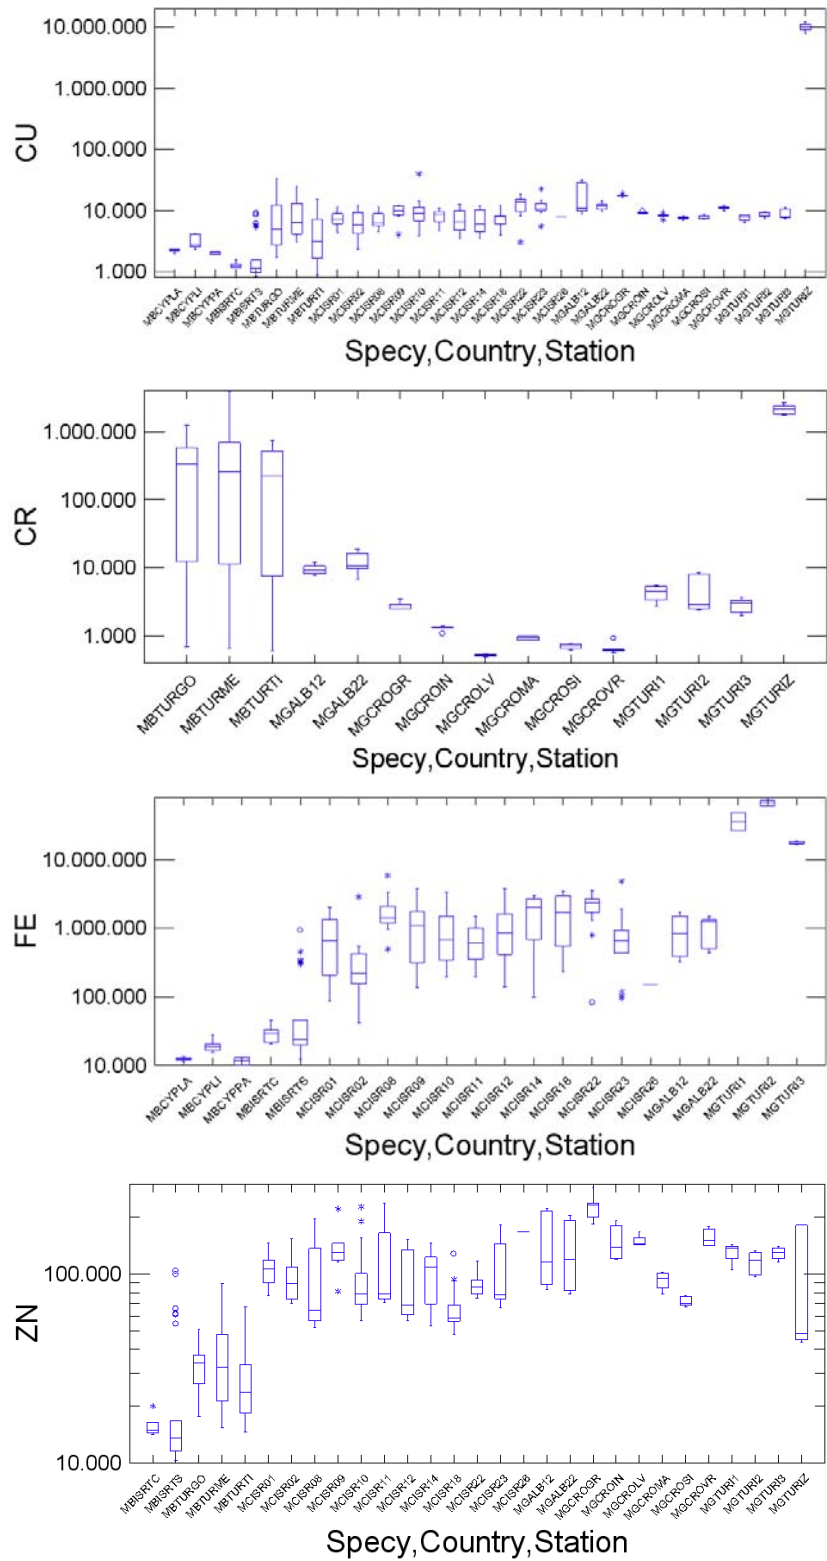 CU
10.000.000
1.000.000
100.000
10.000
1.000
MBCYPLA
MBCYPLI
MBCYPPA
MBISRTC
MBISRTS
MBTURGO
MBTURME
MBTURTI
MCISR01
MCISR02
MCISR08
MCISR09
MCISR10
MCISR11
MCISR12
MCISR14
MCISR18
MCISR22
MCISR23
MCISR26
MGALB12
MGALB22
MGCROGR
MGCROIN
MGCROLV
MGCROMA
MGCROSI
MGCROVR
MGTURI1
MGTURI2
MGTURI3
MGTURIZ
Specy,Country,Station
CR
1.000.000
100.000
10.000
1.000
MBTURGO
MBTURME
MBTURTI
MGALB12
MGALB22
MGCROGR
MGCROIN
MGCROLV
MGCROMA
MGCROSI
MGCROVR
MGTURI1
MGTURI2
MGTURI3
MGTURIZ
Specy,Country,Station
FE
10.000.000
1.000.000
100.000
10.000
MBCYPLA
MBCYPLI
MBCYPPA
MBISRTC
MBISRTS
MCISR01
MCISR02
MCISR08
MCISR09
MCISR10
MCISR11
MCISR12
MCISR14
MCISR18
MCISR22
MCISR23
MCISR26
MGALB12
MGALB22
MGTURI1
MGTURI2
MGTURI3
Specy,Country,Station
ZN
100.000
10.000
MBISRTC
MBISRTS
MBTURGO
MBTURME
MBTURTI
MCISR01
MCISR02
MCISR08
MCISR09
MCISR10
MCISR11
MCISR12
MCISR14
MCISR18
MCISR22
MCISR23
MCISR26
MGALB12
MGALB22
MGCROGR
MGCROIN
MGCROLV
MGCROMA
MGCROSI
MGCROVR
MGTURI1
MGTURI2
MGTURI3
MGTURIZ
Specy,Country,Station